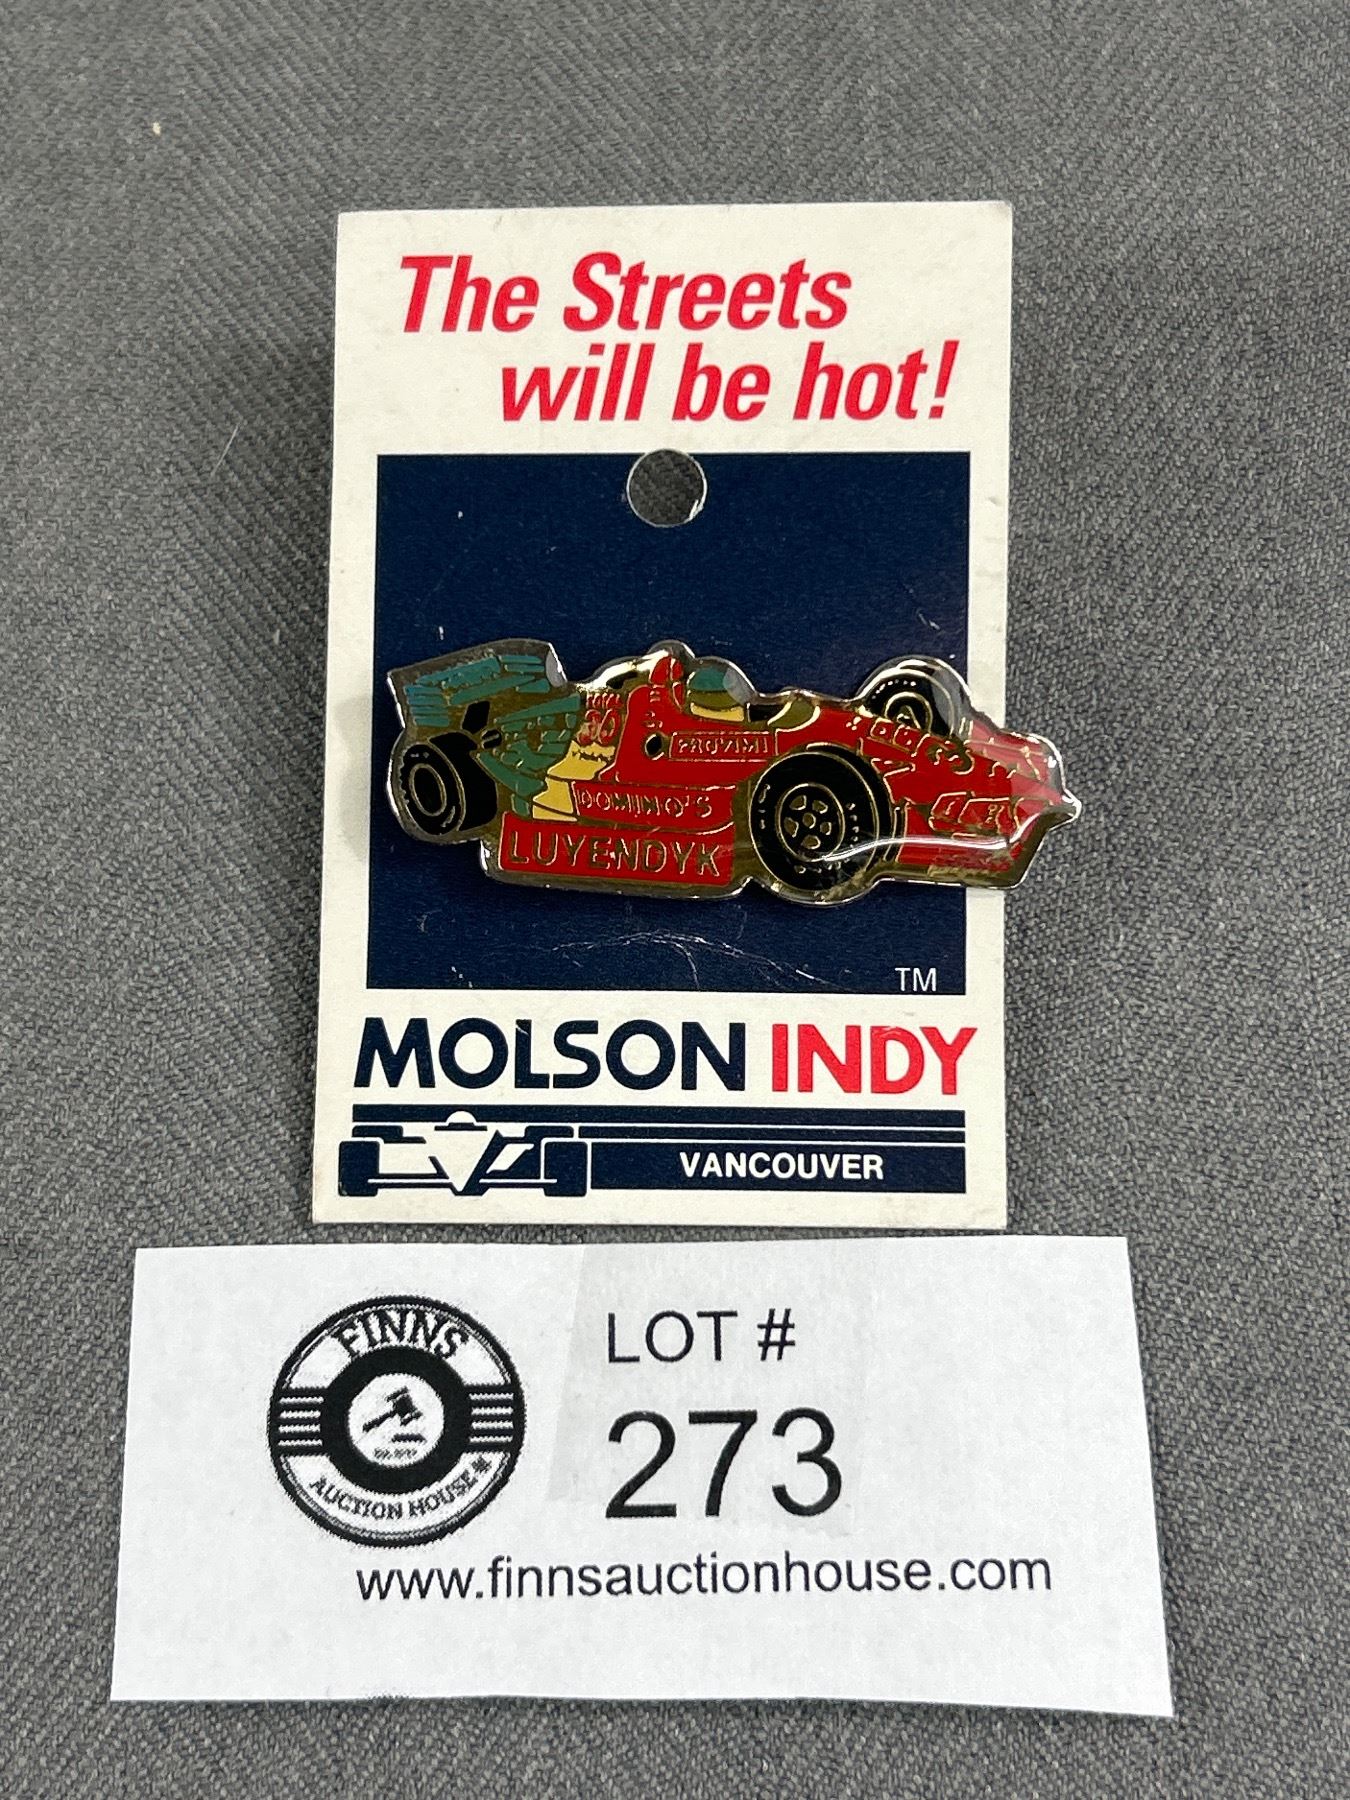 The Streets
will be hot!
30
PROVIMI
DOMINO'S
LUYENDYK
TM
MOLSON INDY
VANCOUVER
FINNS
AUCTION HOUSE
LOT #
273
www.finnsauctionhouse.com